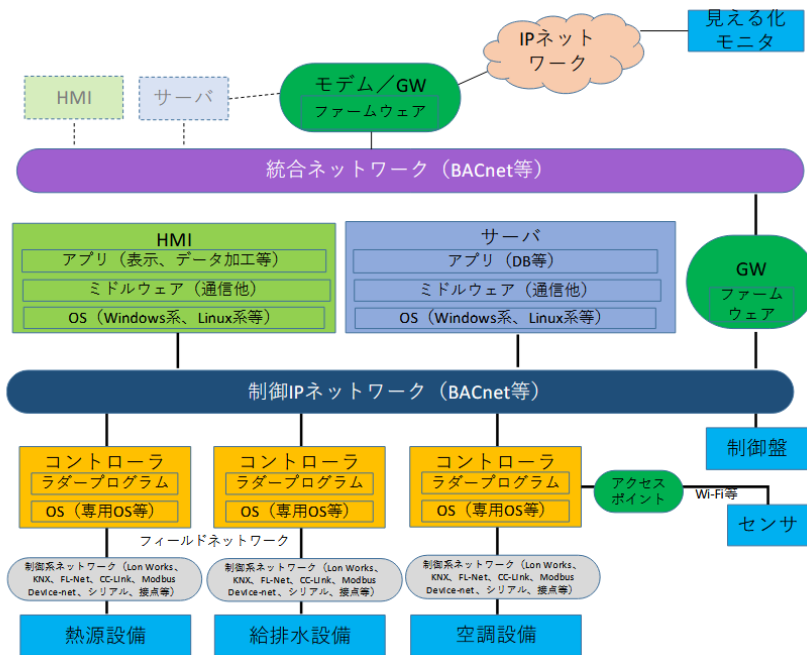 見える化
モニタ
IPネット
ワーク
モデム／GW
ファームウェア
HMI
サーバ
統合ネットワーク（BACnet等）
HMI
アプリ（表示、データ加工等）
ミドルウェア（通信他）
OS（Windows系、Linux系等）
サーバ
アプリ（DB等）
ミドルウェア（通信他）
OS（Windows系、Linux系等）
GW
ファーム
ウェア
制御IPネットワーク（BACnet等）
制御盤
コントローラ
ラダープログラム
OS（専用OS等）
コントローラ
ラダープログラム
OS（専用OS等）
コントローラ
ラダープログラム
OS（専用OS等）
アクセス
ポイント
Wi-Fi等
センサ
フィールドネットワーク
制御系ネットワーク（Lon Works、
KNX、FL-Net、CC-Link、Modbus
Device-net、シリアル、接点等）
制御系ネットワーク（Lon Works、
KNX、FL-Net、CC-Link、Modbus
Device-net、シリアル、接点等）
制御系ネットワーク（Lon Works、
KNX、FL-Net、CC-Link、Modbus
Device-net、シリアル、接点等）
熱源設備
給排水設備
空調設備